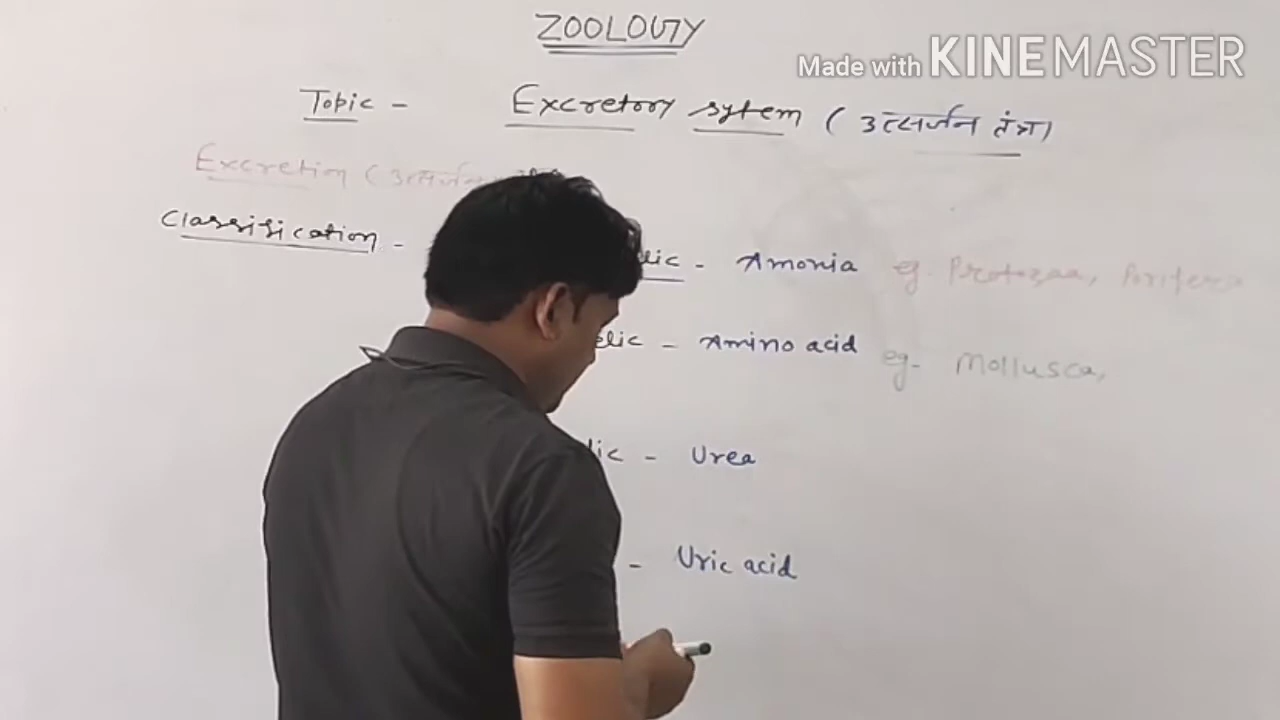 ZOOLOGY
Made with KINEMASTER
Topic - Excretory sytem ( उत्सर्जन तंत्र)
Excretion ( उत्सर्जन
Classification -
lic - Amonia eg. Protozoa, Porifera
elic - Amino acid eg- Mollusca,
lic - Urea
- Uric acid